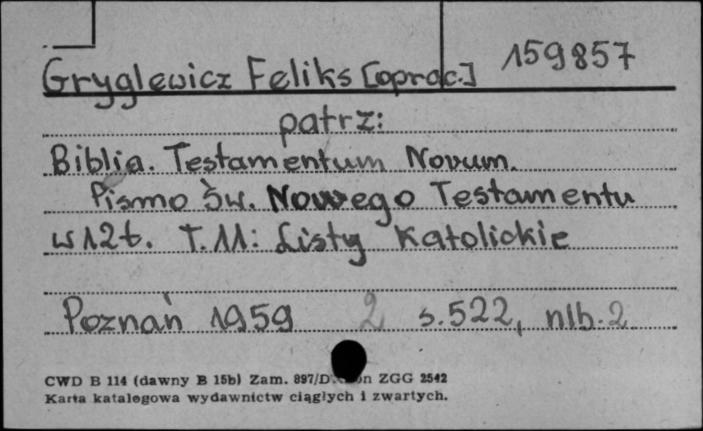 159857
Gryglewicz Feliks [oprac.]
patrz:
Biblia. Testamentum Novum.
Pismo Św. Nowego Testamentu
w 12 t. T. 11: Listy Katolickie
Poznań 1959 2 s. 522, nlb. 2
CWD B 114 (dawny B 15b) Zam. 897/D ZGG 2542
Karta katalogowa wydawnictw ciągłych i zwartych.